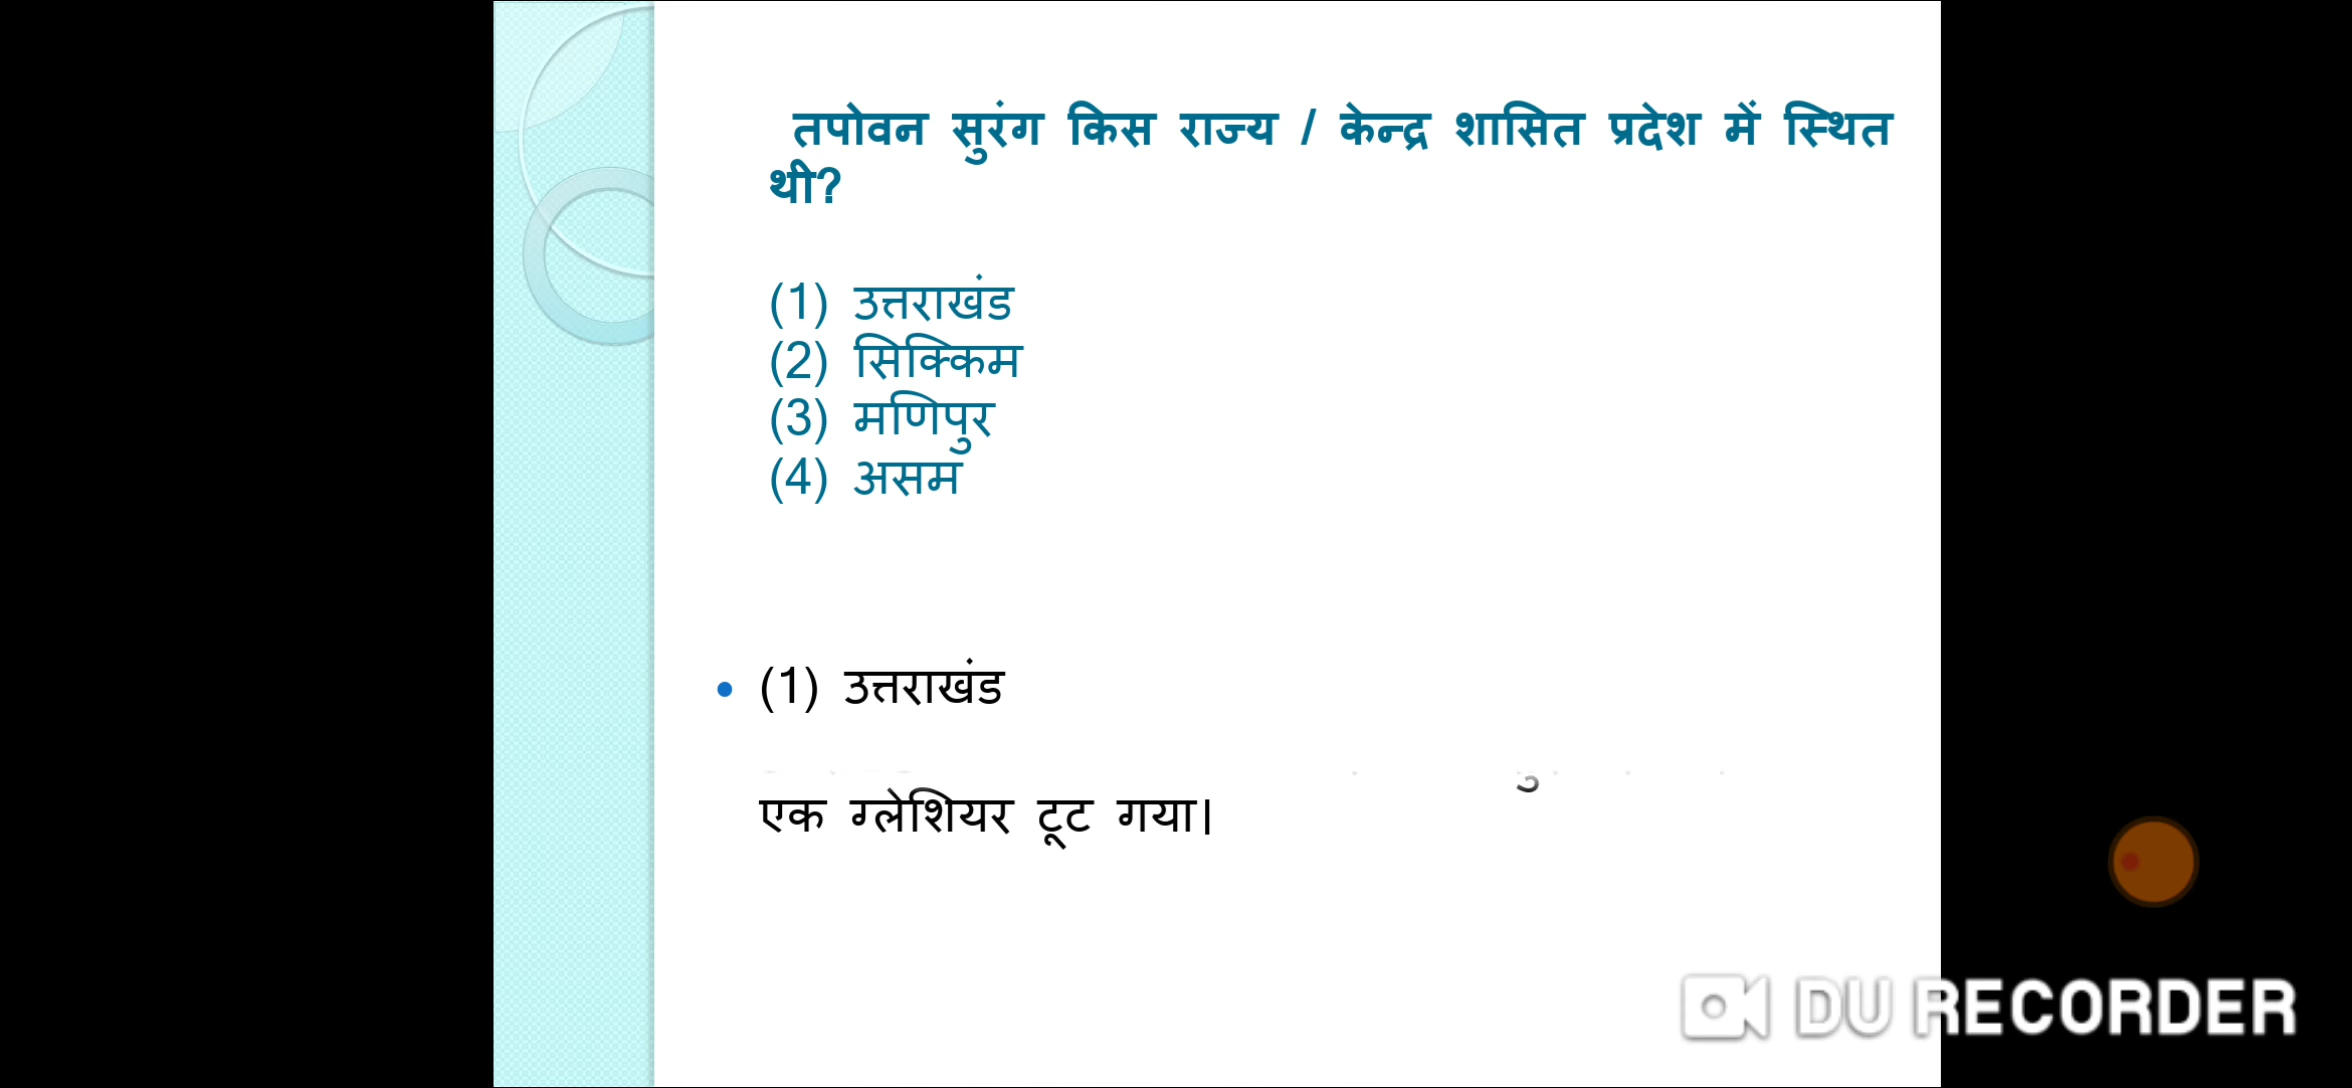 तपोवन सुरंग किस राज्य / केन्द्र शासित प्रदेश में स्थित
थी?
(1) उत्तराखंड
(2) सिक्किम
(3) मणिपुर
(4) असम
(1) उत्तराखंड
एक ग्लेशियर टूट गया।
DU RECORDER